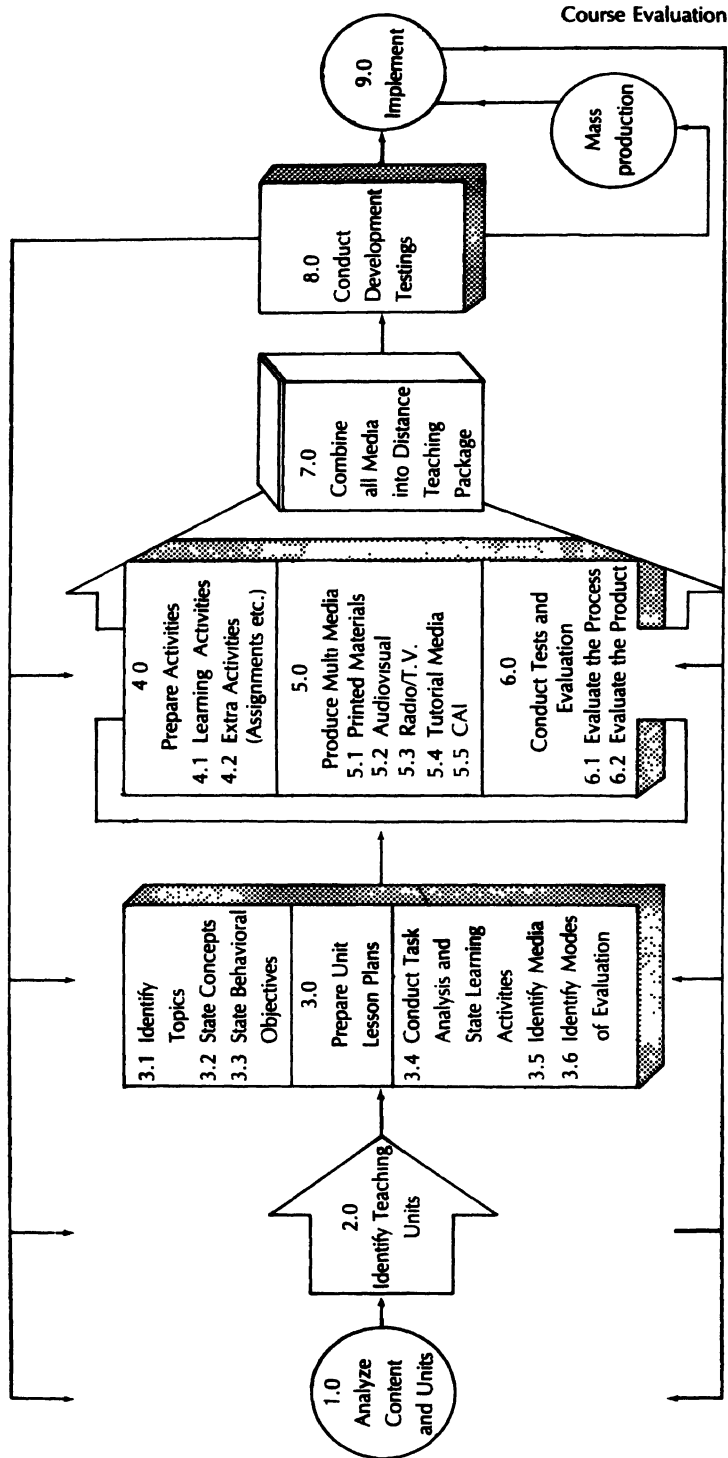 Course Evaluation
1.0
Analyze
Content
and Units
2.0
Identify Teaching
Units
3.1 Identify
Topics
3.2 State Concepts
3.3 State Behavioral
Objectives
3.0
Prepare Unit
Lesson Plans
3.4 Conduct Task
Analysis and
State Learning
Activities
3.5 Identify Media
3.6 Identify Modes
of Evaluation
4 0
Prepare Activities
4.1 Learning Activities
4.2 Extra Activities
(Assignments etc.)
5.0
Produce Multi Media
5.1 Printed Materials
5.2 Audiovisual
5.3 Radio/T.V.
5.4 Tutorial Media
5.5 CAI
6.0
Conduct Tests and
Evaluation
6.1 Evaluate the Process
6.2 Evaluate the Product
7.0
Combine
all Media
into Distance
Teaching
Package
8.0
Conduct
Development
Testings
9.0
Implement
Mass
production